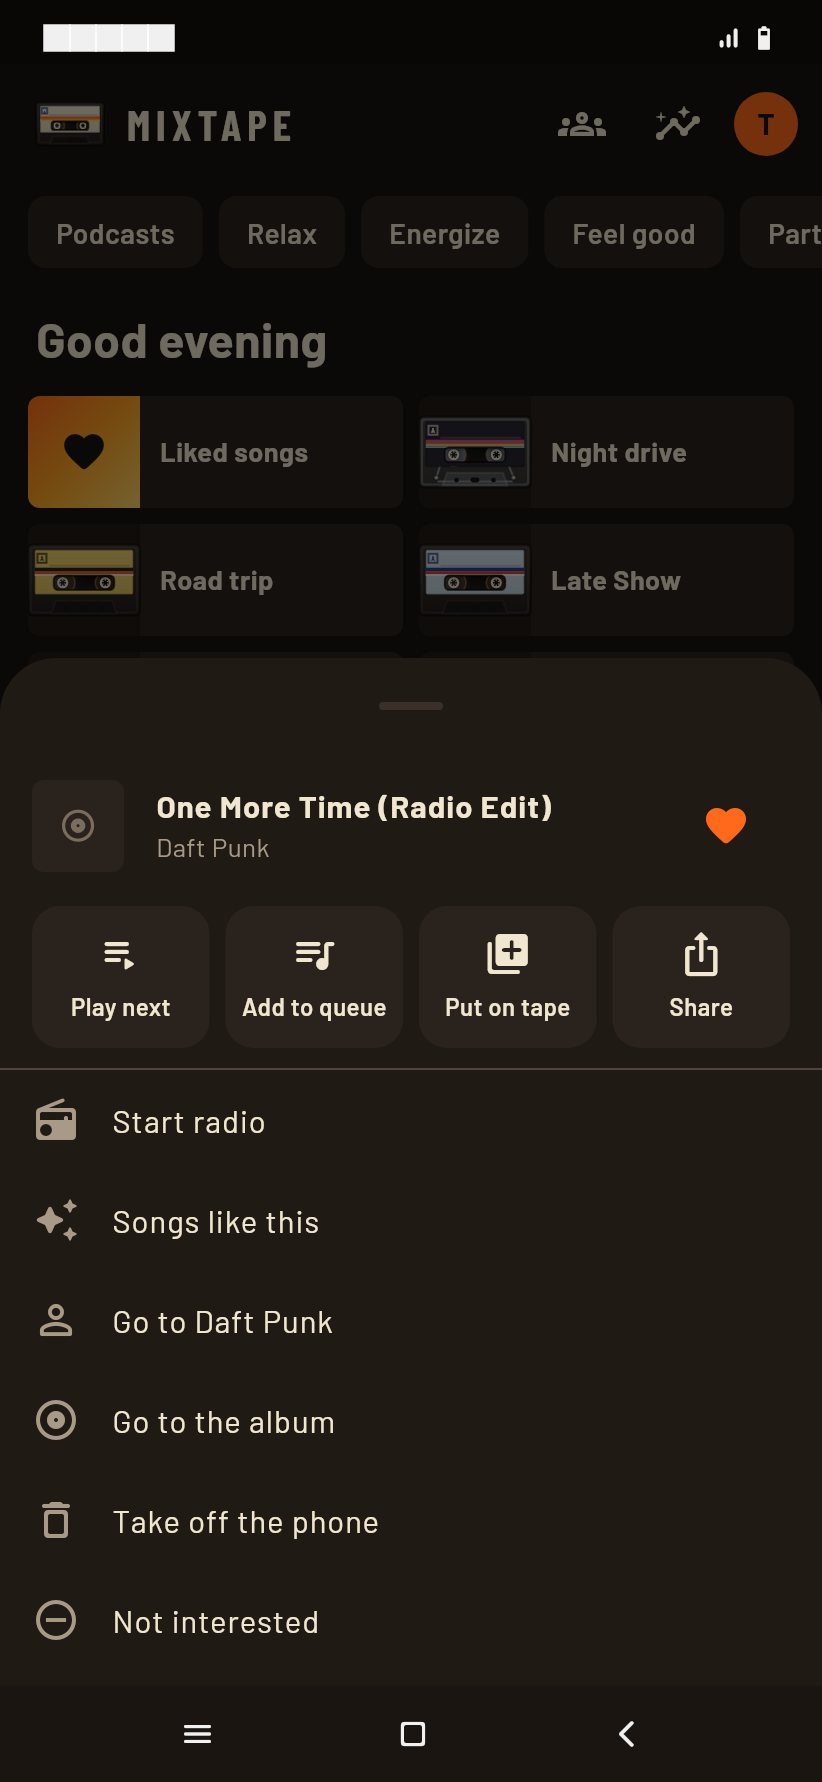 MIXTAPE
T
Podcasts
Relax
Energize
Feel good
Part
Good evening
Liked songs
Night drive
Road trip
Late Show
One More Time (Radio Edit)
Daft Punk
Play next
Add to queue
Put on tape
Share
Start radio
Songs like this
Go to Daft Punk
Go to the album
Take off the phone
Not interested